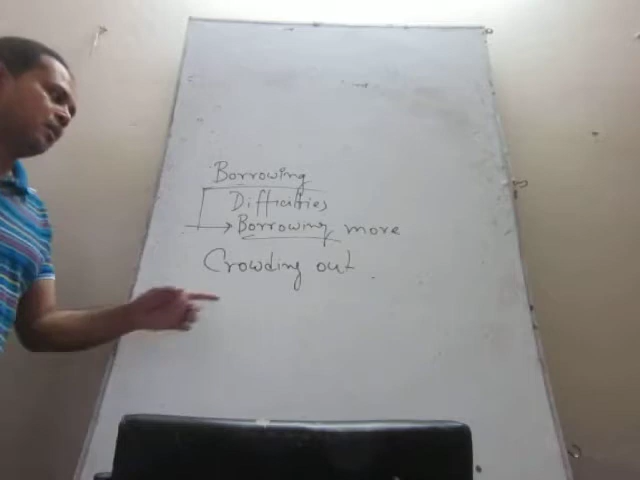 Borrowing
Difficulties
Borrowing more
Crowding out